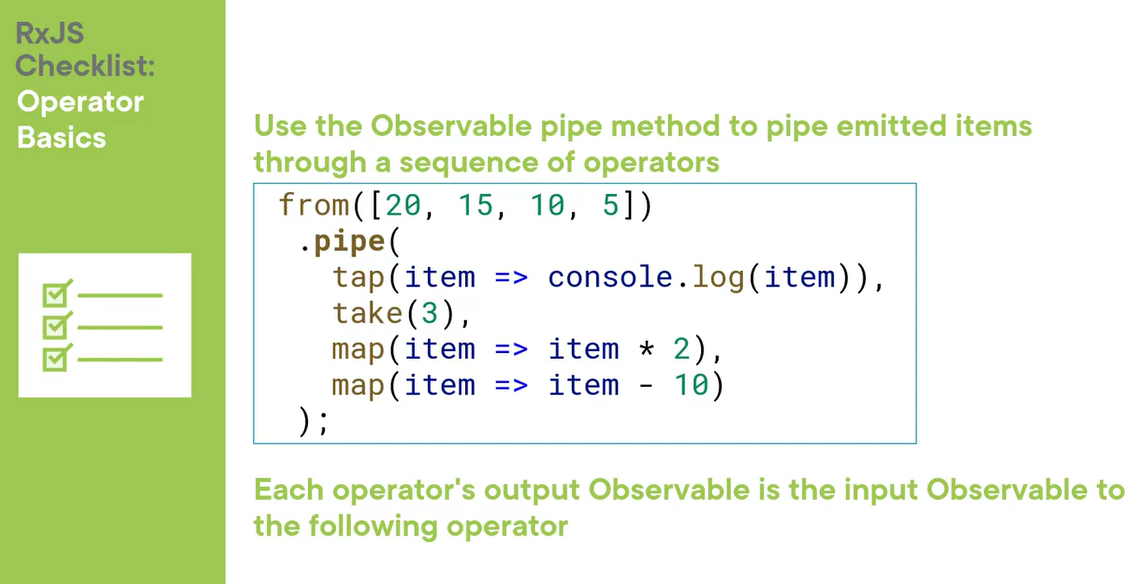 RxJS
Checklist:
Operator
Basics
Use the Observable pipe method to pipe emitted items
through a sequence of operators
from([20, 15, 10, 5])
.pipe(
tap(item => console.log(item)),
take(3),
map(item => item * 2),
map(item => item - 10)
);
Each operator's output Observable is the input Observable to
the following operator